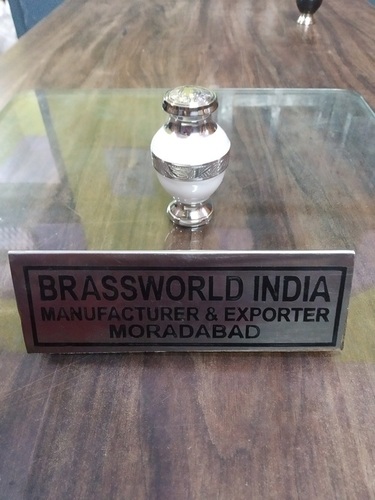 BRASSWORLD INDIA
MANUFACTURER & EXPORTER
MORADABAD